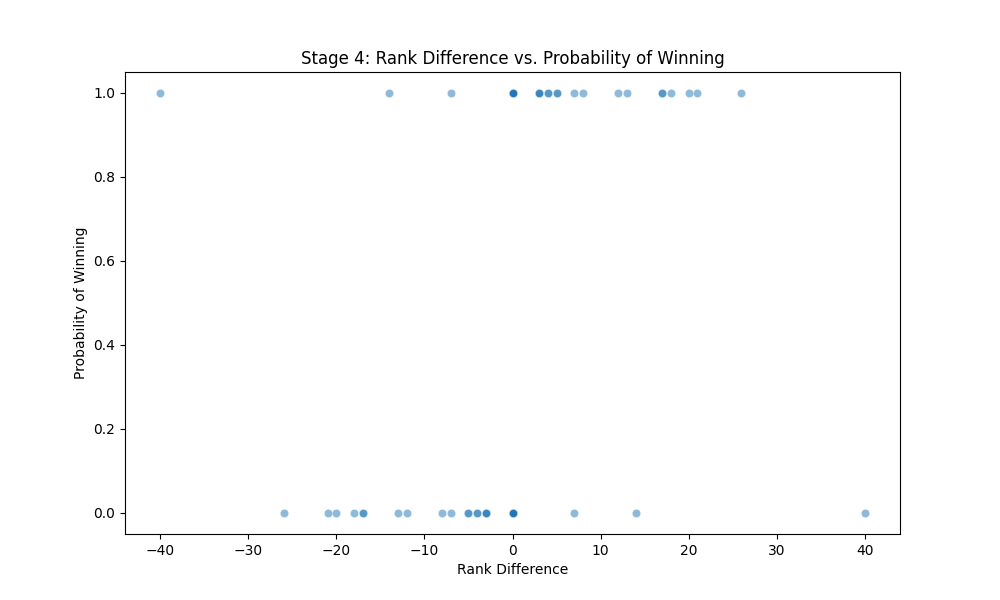 Stage 4: Rank Difference vs. Probability of Winning
1.0
0.8
0.6
0.4
0.2
0.0
Probability of Winning
−40 −30 −20 −10 0 10 20 30 40
Rank Difference